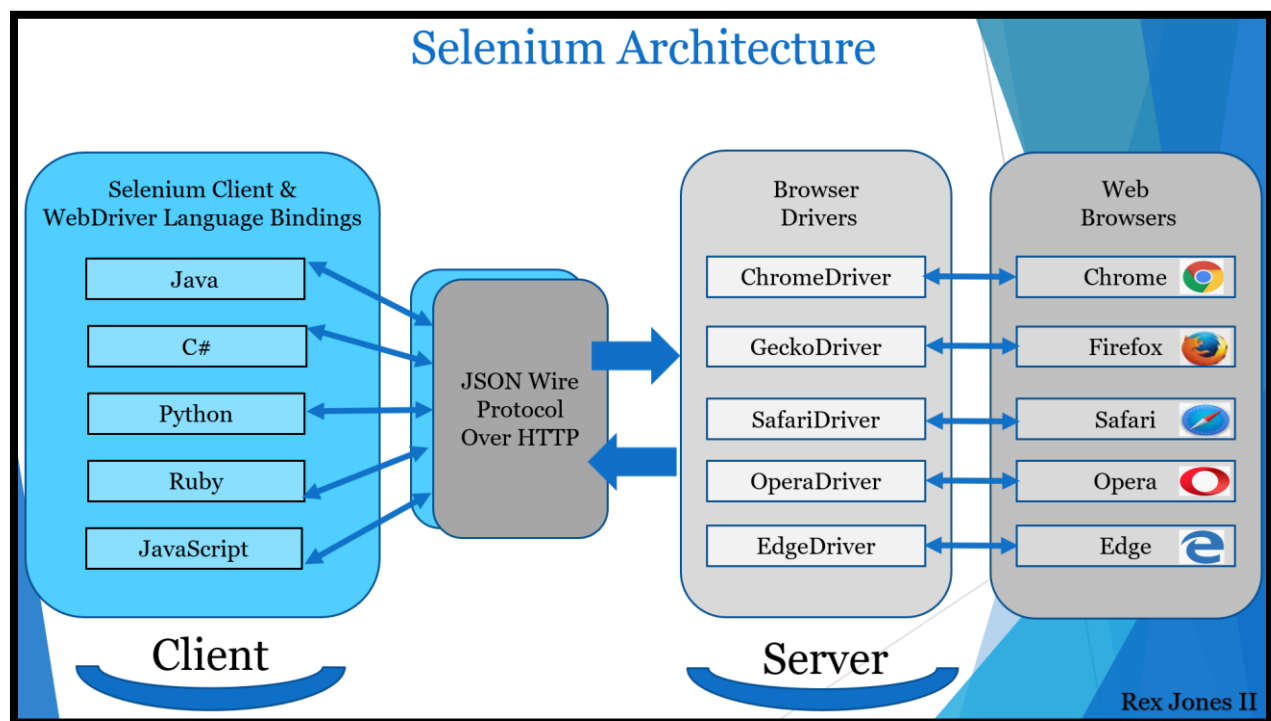 Selenium Architecture
Selenium Client &
WebDriver Language Bindings
Java
C#
Python
Ruby
JavaScript
Client
JSON Wire
Protocol
Over HTTP
Browser
Drivers
ChromeDriver
GeckoDriver
SafariDriver
OperaDriver
EdgeDriver
Server
Web
Browsers
Chrome
Firefox
Safari
Opera
Edge
Rex Jones II